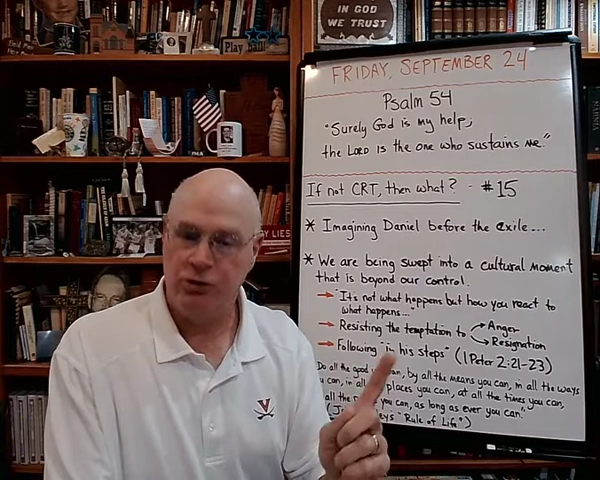 IN GOD
WE TRUST
Play Ball
FRIDAY, SEPTEMBER 24
Psalm 54
"Surely God is my help;
the LORD is the one who sustains me."
If not CRT, then what? - #15
* Imagining Daniel before the exile...
* We are being swept into a cultural moment
that is beyond our control.
→ "It's not what happens but how you react to
what happens...
→ Resisting the temptation to → Anger
→ Resignation
→ Following "in his steps" (1 Peter 2:21-23)
Do all the good you can, by all the means you can, in all the ways
can, in all places you can, at all the times you can,
all the you can, as long as ever you can."
"Rule of Life")
V
LIES